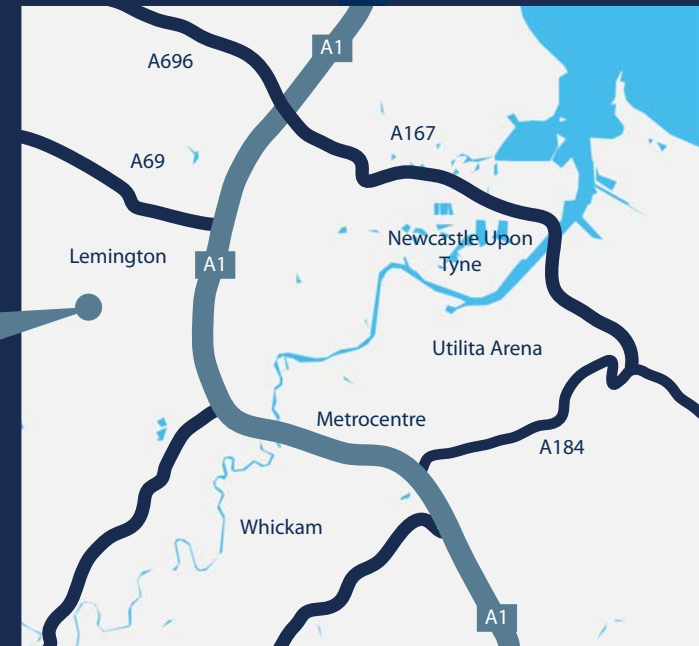 A1
A696
A167
A69
Newcastle Upon
Tyne
Lemington
A1
Utilita Arena
Metrocentre
A184
Whickam
A1